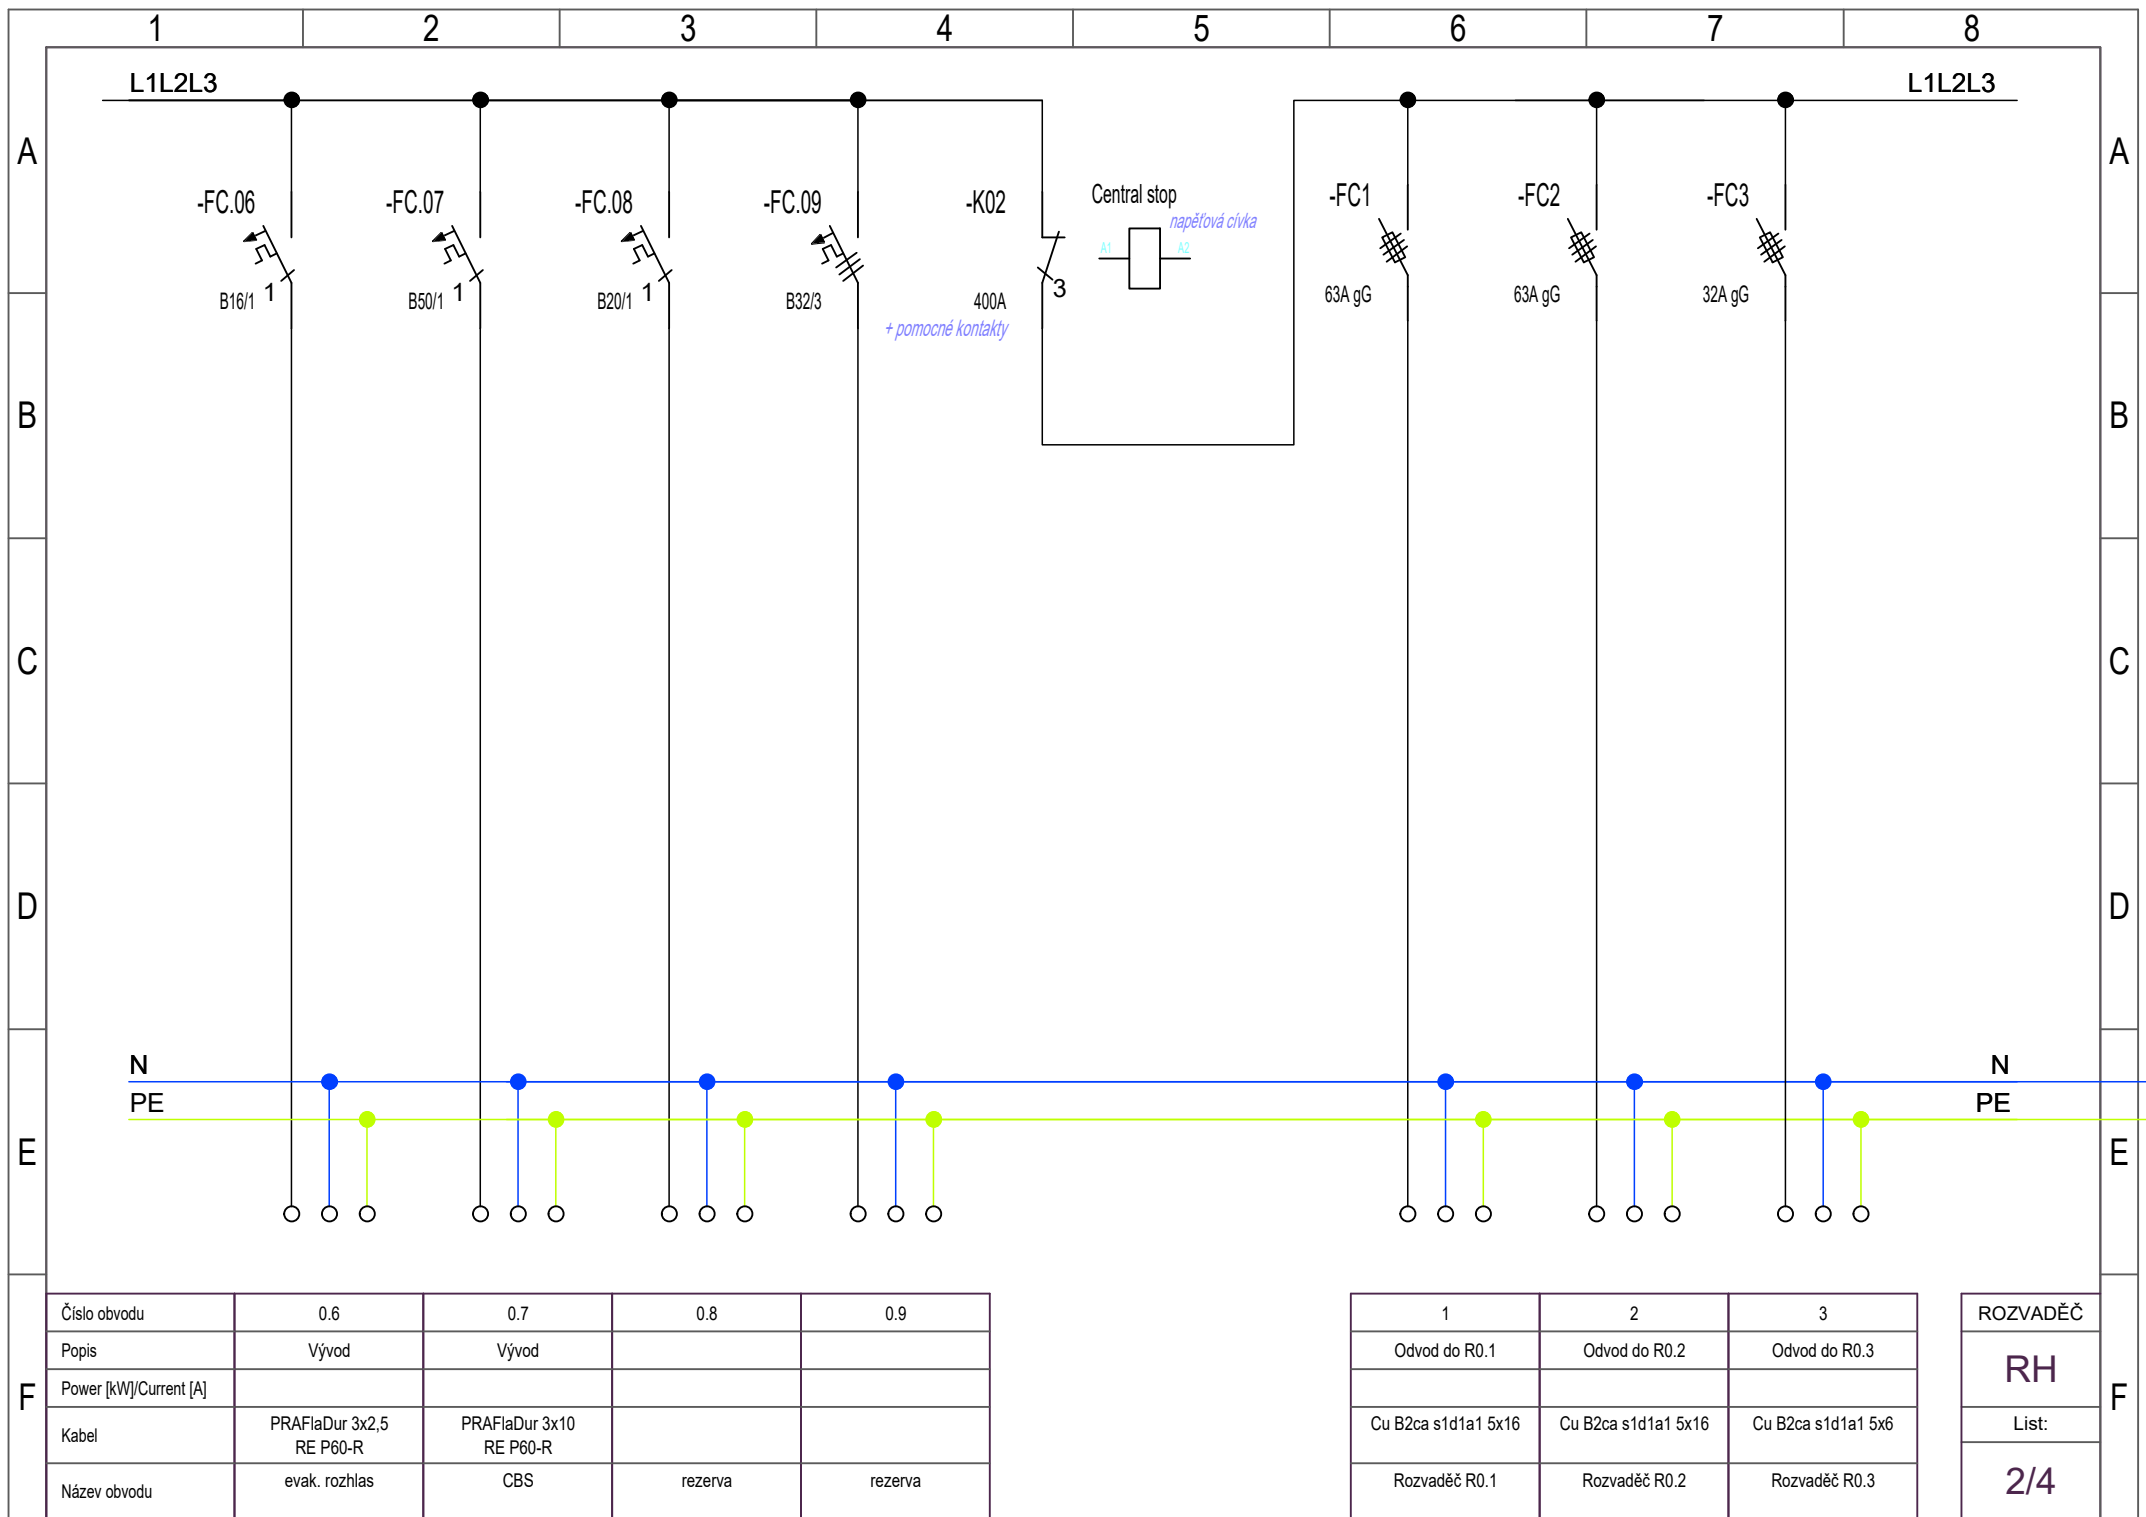 1 2 3 4 5 6 7 8
L1L2L3 L1L2L3
A A
-FC.06 -FC.07 -FC.08 -FC.09 -K02 Central stop -FC1 -FC2 -FC3
napěťová cívka
A1 A2
B16/1 1 B50/1 1 B20/1 1 B32/3 400A 3 63A gG 63A gG 32A gG
+ pomocné kontakty
B B
C C
D D
N N
PE PE
E E
Číslo obvodu 0.6 0.7 0.8 0.9 1 2 3 ROZVADĚČ
Popis Vývod Vývod Odvod do R0.1 Odvod do R0.2 Odvod do R0.3 RH
Power [kW]/Current [A]
F F
Kabel PRAFlaDur 3x2,5 PRAFlaDur 3x10 Cu B2ca s1d1a1 5x16 Cu B2ca s1d1a1 5x16 Cu B2ca s1d1a1 5x6 List:
RE P60-R RE P60-R
Název obvodu evak. rozhlas CBS rezerva rezerva Rozvaděč R0.1 Rozvaděč R0.2 Rozvaděč R0.3 2/4